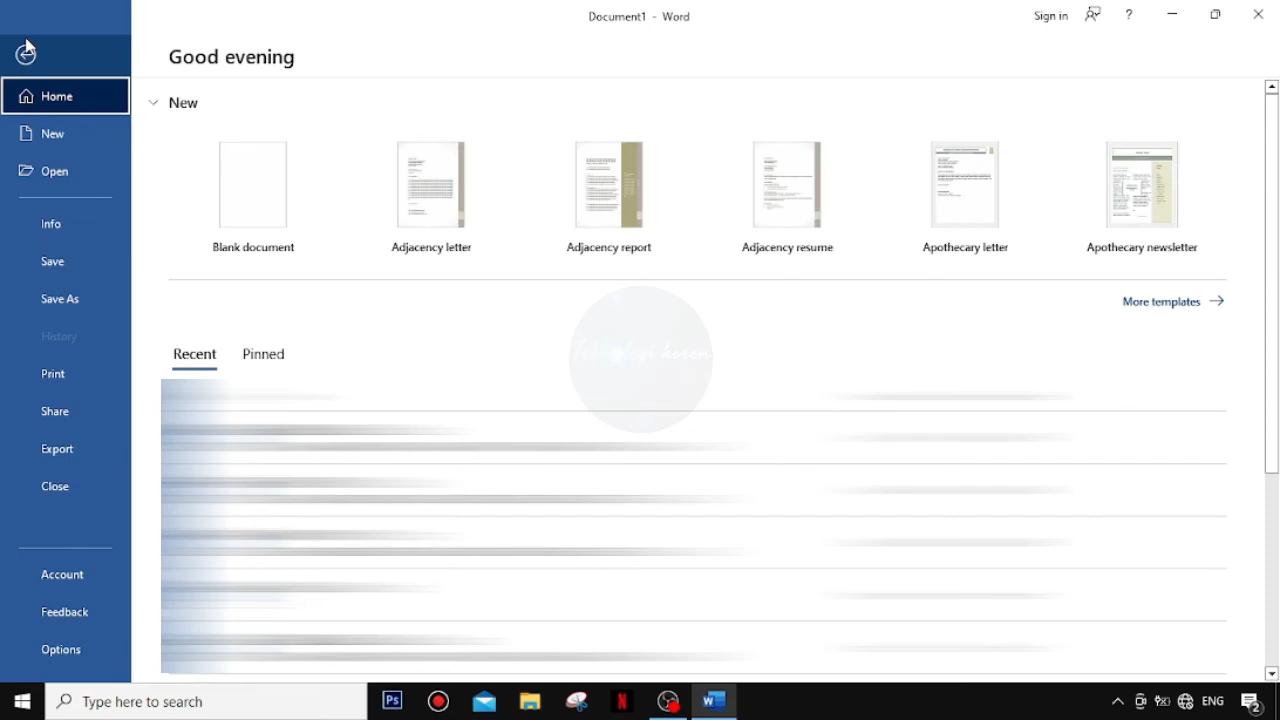 Document1 - Word
Sign in
?
Good evening
Home
New
Open
Info
Save
Save As
History
Print
Share
Export
Close
Account
Feedback
Options
New
Blank document
Adjacency letter
Adjacency report
Adjacency resume
Apothecary letter
Apothecary newsletter
More templates
Recent Pinned
Ps
Type here to search
ENG
2